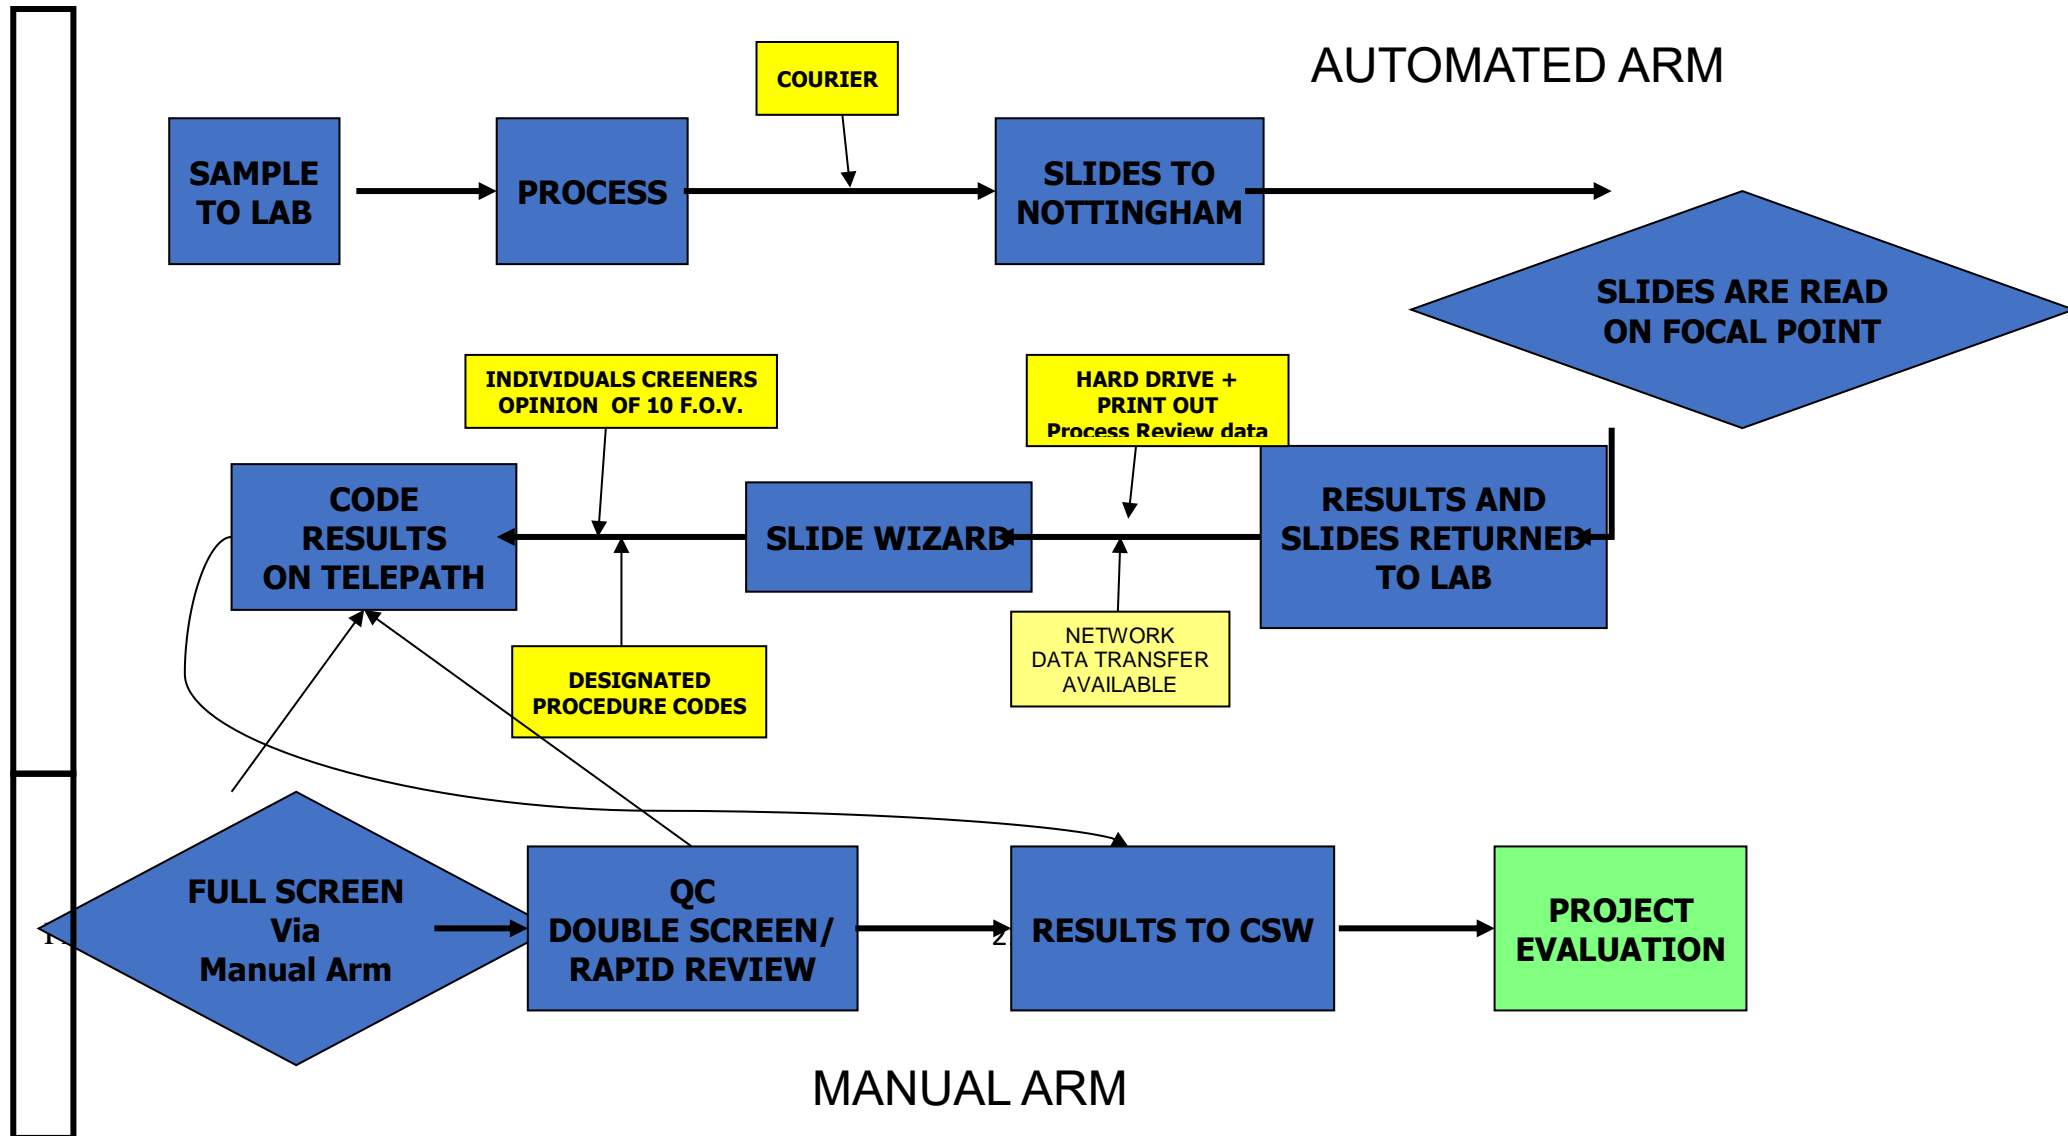 AUTOMATED ARM
COURIER
SAMPLE
TO LAB
PROCESS
SLIDES TO
NOTTINGHAM
SLIDES ARE READ
ON FOCAL POINT
INDIVIDUALS CREENERS
OPINION  OF 10 F.O.V.
HARD DRIVE +
PRINT OUT
Process Review data
CODE
RESULTS
ON TELEPATH
SLIDE WIZARD
RESULTS AND
SLIDES RETURNED
TO LAB
DESIGNATED
PROCEDURE CODES
NETWORK
DATA TRANSFER
AVAILABLE
FULL SCREEN
Via
Manual Arm
QC
DOUBLE SCREEN/
RAPID REVIEW
2
RESULTS TO CSW
PROJECT
EVALUATION
MANUAL ARM